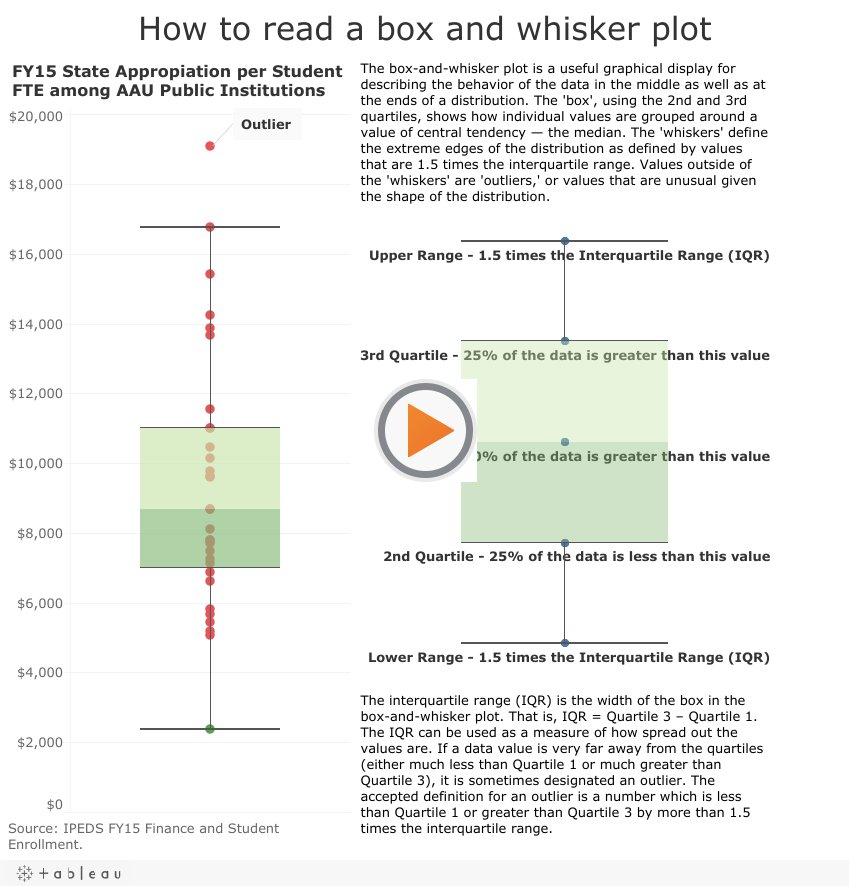 How to read a box and whisker plot
FY15 State Appropiation per Student
FTE among AAU Public Institutions
$20,000
$18,000
$16,000
$14,000
$12,000
$10,000
$8,000
$6,000
$4,000
$2,000
$0
Outlier
Source: IPEDS FY15 Finance and Student
Enrollment.
The box-and-whisker plot is a useful graphical display for
describing the behavior of the data in the middle as well as at
the ends of a distribution. The 'box', using the 2nd and 3rd
quartiles, shows how individual values are grouped around a
value of central tendency — the median. The 'whiskers' define
the extreme edges of the distribution as defined by values
that are 1.5 times the interquartile range. Values outside of
the 'whiskers' are 'outliers,' or values that are unusual given
the shape of the distribution.
Upper Range - 1.5 times the Interquartile Range (IQR)
3rd Quartile - 25% of the data is greater than this value
of the data is greater than this value
2nd Quartile - 25% of the data is less than this value
Lower Range - 1.5 times the Interquartile Range (IQR)
The interquartile range (IQR) is the width of the box in the
box-and-whisker plot. That is, IQR = Quartile 3 – Quartile 1.
The IQR can be used as a measure of how spread out the
values are. If a data value is very far away from the quartiles
(either much less than Quartile 1 or much greater than
Quartile 3), it is sometimes designated an outlier. The
accepted definition for an outlier is a number which is less
than Quartile 1 or greater than Quartile 3 by more than 1.5
times the interquartile range.
+ableau